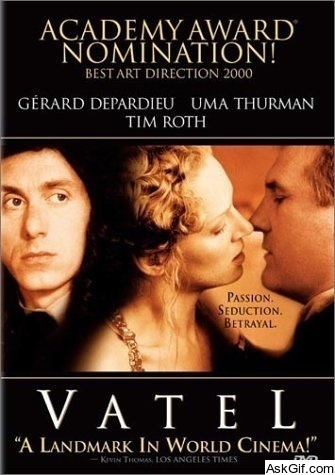 ACADEMY AWARD®
NOMINATION!
BEST ART DIRECTION 2000
GÉRARD DEPARDIEU UMA THURMAN
TIM ROTH
PASSION.
SEDUCTION.
BETRAYAL.
VATEL
"A LANDMARK IN WORLD CINEMA!"
— KEVIN THOMAS, LOS ANGELES TIMES
DVD
AskGif.com